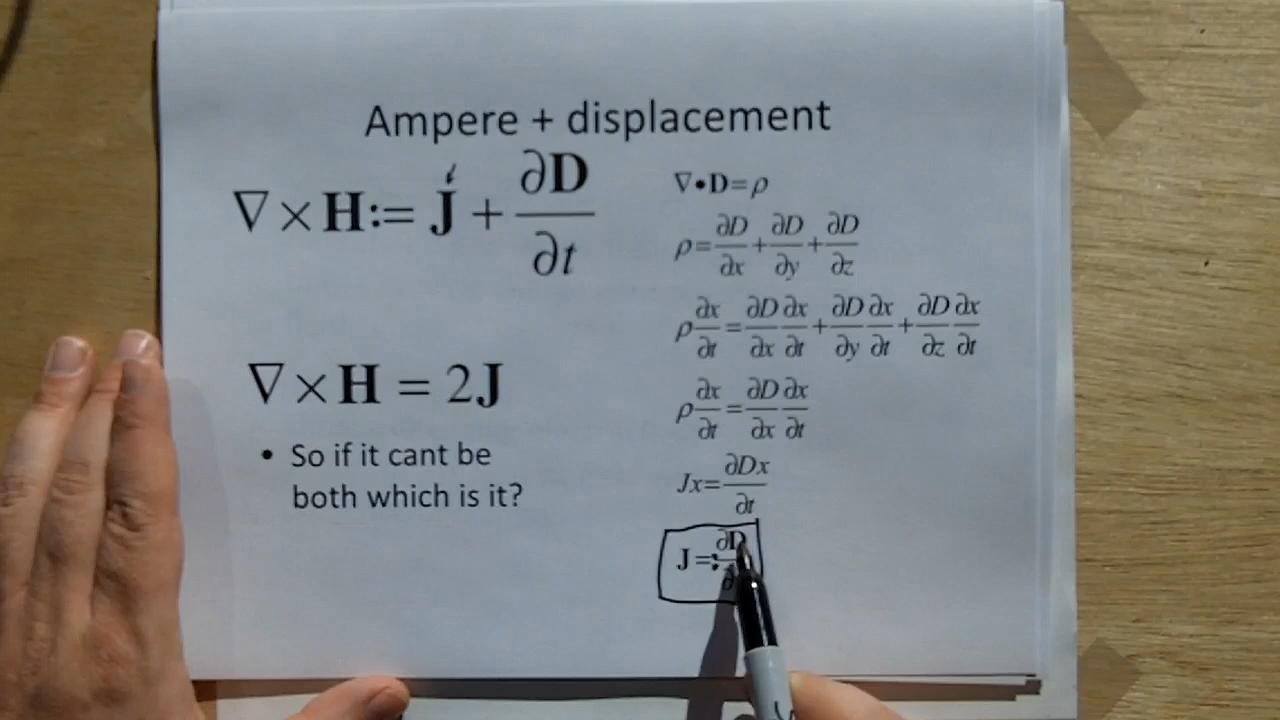 Ampere + displacement
∇×H:= J + ∂D/∂t
∇×H = 2J
• So if it cant be
both which is it?
∇•D=ρ
ρ=∂D/∂x+∂D/∂y+∂D/∂z
ρ∂x/∂t=∂D/∂x ∂x/∂t+∂D/∂y ∂x/∂t+∂D/∂z ∂x/∂t
ρ∂x/∂t=∂D/∂x ∂x/∂t
Jx=∂Dx/∂t
J=:∂D/∂